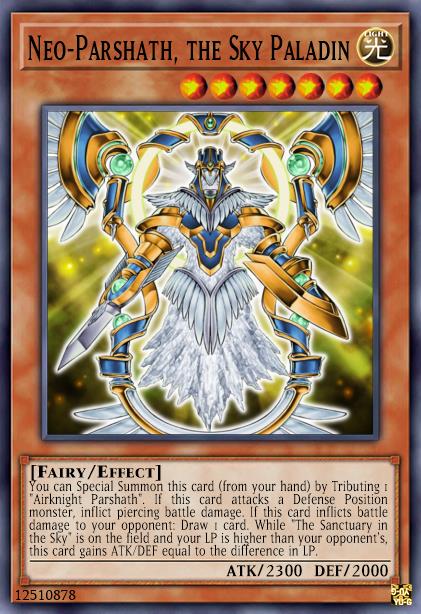 NEO-PARSHATH, THE SKY PALADIN
LIGHT
光
[FAIRY/EFFECT]
You can Special Summon this card (from your hand) by Tributing 1
"Airknight Parshath". If this card attacks a Defense Position
monster, inflict piercing battle damage. If this card inflicts battle
damage to your opponent: Draw 1 card. While "The Sanctuary in
the Sky" is on the field and your LP is higher than your opponent's,
this card gains ATK/DEF equal to the difference in LP.
ATK/2300 DEF/2000
12510878